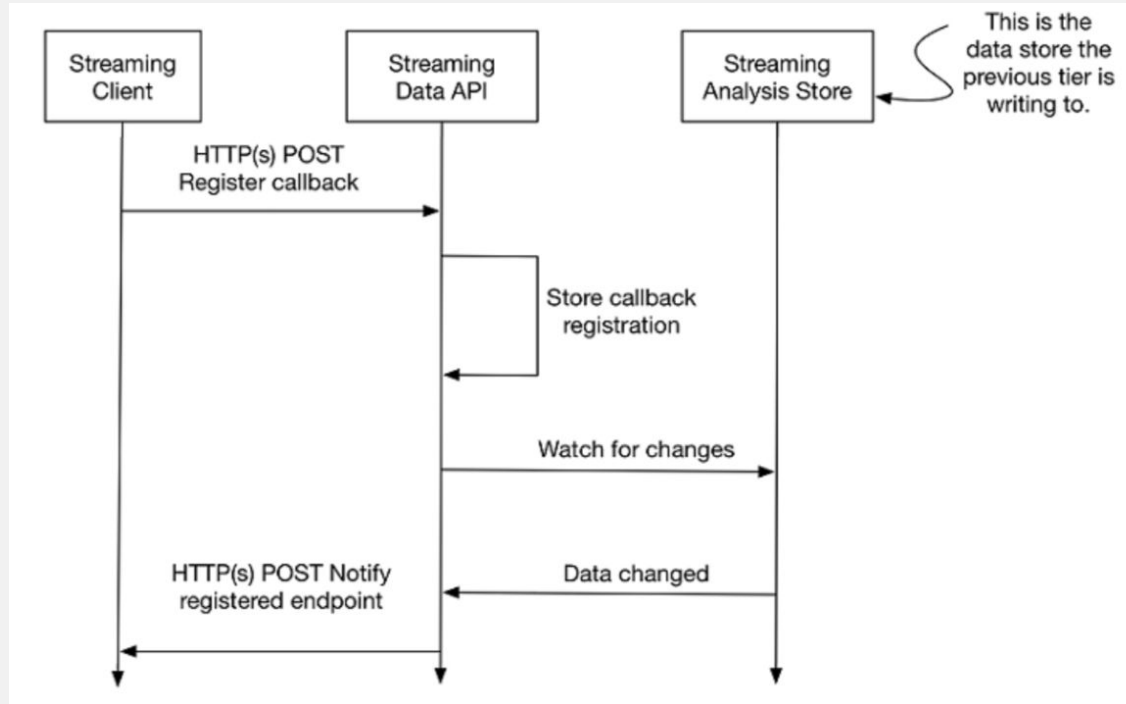 This is the
data store the
previous tier is
writing to.
Streaming
Client
Streaming
Data API
Streaming
Analysis Store
HTTP(s) POST
Register callback
Store callback
registration
Watch for changes
HTTP(s) POST Notify
registered endpoint
Data changed